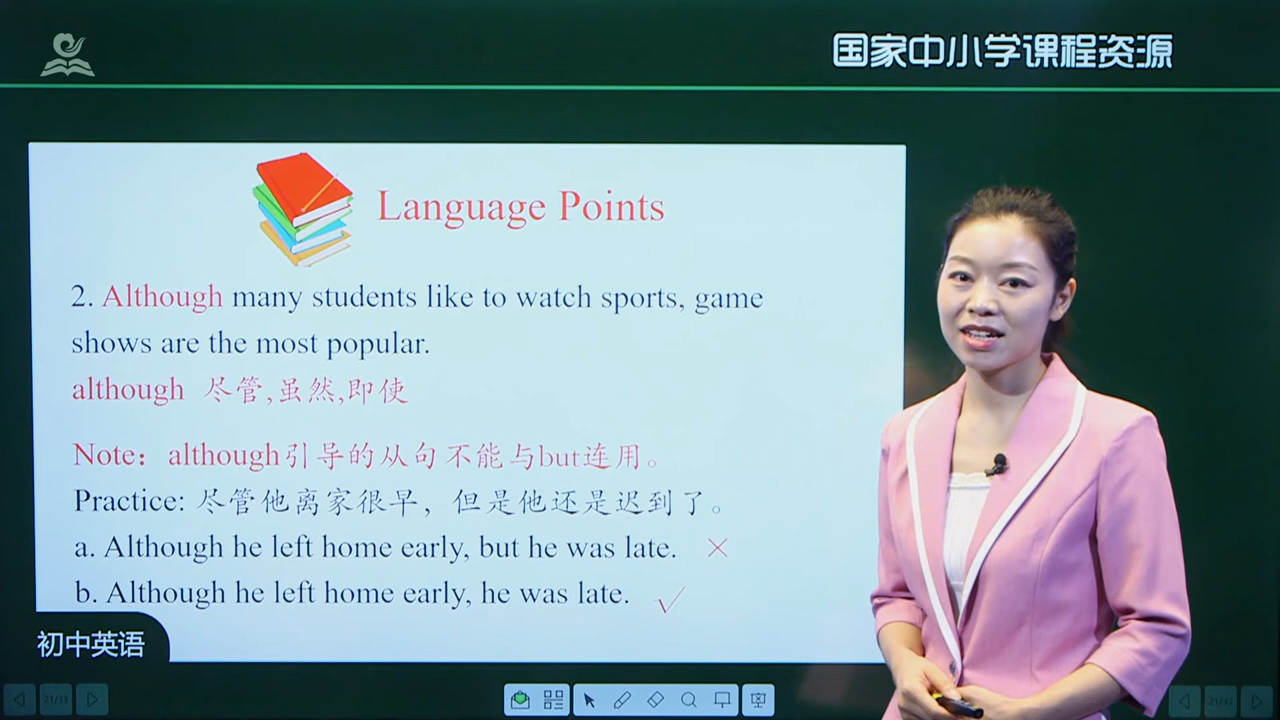 国家中小学课程资源
Language Points
2. Although many students like to watch sports, game
shows are the most popular.
although 尽管,虽然,即使
Note: although引导的从句不能与but连用。
Practice: 尽管他离家很早，但是他还是迟到了。
a. Although he left home early, but he was late. ×
b. Although he left home early, he was late. √
初中英语